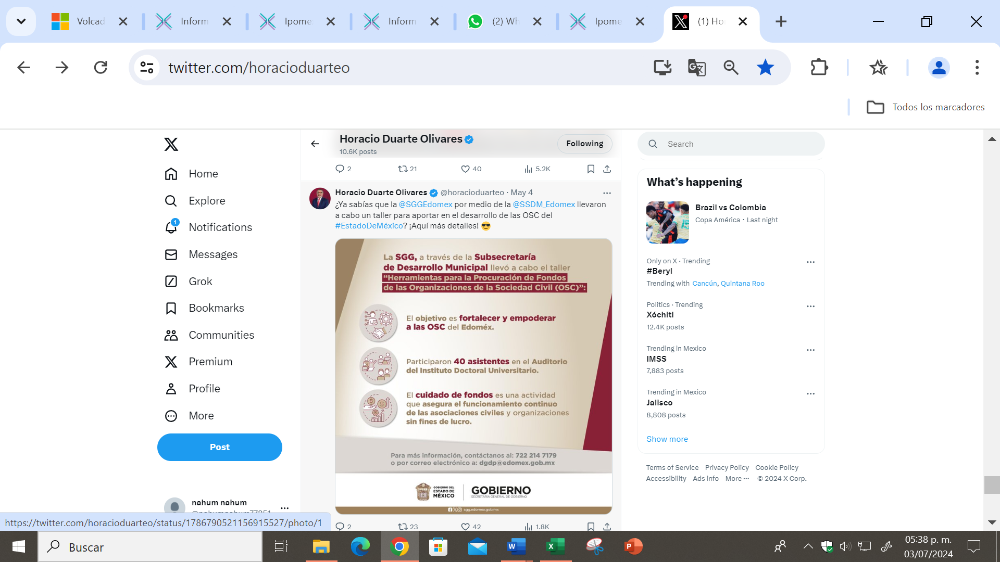 Volcad
Inform
Ipome
Inform
(2) Wh
Ipome
(1) Ho
twitter.com/horacioduarteo
Todos los marcadores
Home
Explore
1
Notifications
Messages
Grok
Bookmarks
Communities
Premium
Profile
More
Post
nahum nahum
Horacio Duarte Olivares
10.6K posts
Following
2 21 40 5.2K
Horacio Duarte Olivares @horacioduarteo · May 4
¿Ya sabías que la @SGGEdomex por medio de la @SSDM_Edomex llevaron
a cabo un taller para aportar en el desarrollo de las OSC del
#EstadoDeMéxico? ¡Aquí más detalles! 😎
La SGG, a través de la Subsecretaría
de Desarrollo Municipal llevó a cabo el taller
“Herramientas para la Procuración de Fondos
de las Organizaciones de la Sociedad Civil (OSC)”:
El objetivo es fortalecer y empoderar
a las OSC del Edoméx.
Participaron 40 asistentes en el Auditorio
del Instituto Doctoral Universitario.
El cuidado de fondos es una actividad
que asegura el funcionamiento continuo
de las asociaciones civiles y organizaciones
sin fines de lucro.
Para más información, contáctanos al: 722 214 7179
o por correo electrónico a: dgdp@edomex.gob.mx
GOBIERNO DEL
ESTADO DE
MÉXICO
GOBIERNO
SECRETARÍA GENERAL DE GOBIERNO
sgg.edomex.gob.mx
2 23 42 1.8K
Search
What’s happening
Brazil vs Colombia
Copa América · Last night
Only on X · Trending
#Beryl
Trending with Cancún, Quintana Roo
Politics · Trending
Xóchitl
12.4K posts
Trending in Mexico
IMSS
7,883 posts
Trending in Mexico
Jalisco
8,808 posts
Show more
Terms of Service Privacy Policy Cookie Policy
Accessibility Ads info More ··· © 2024 X Corp.
https://twitter.com/horacioduarteo/status/1786790521156915527/photo/1
Buscar
05:38 p. m.
03/07/2024